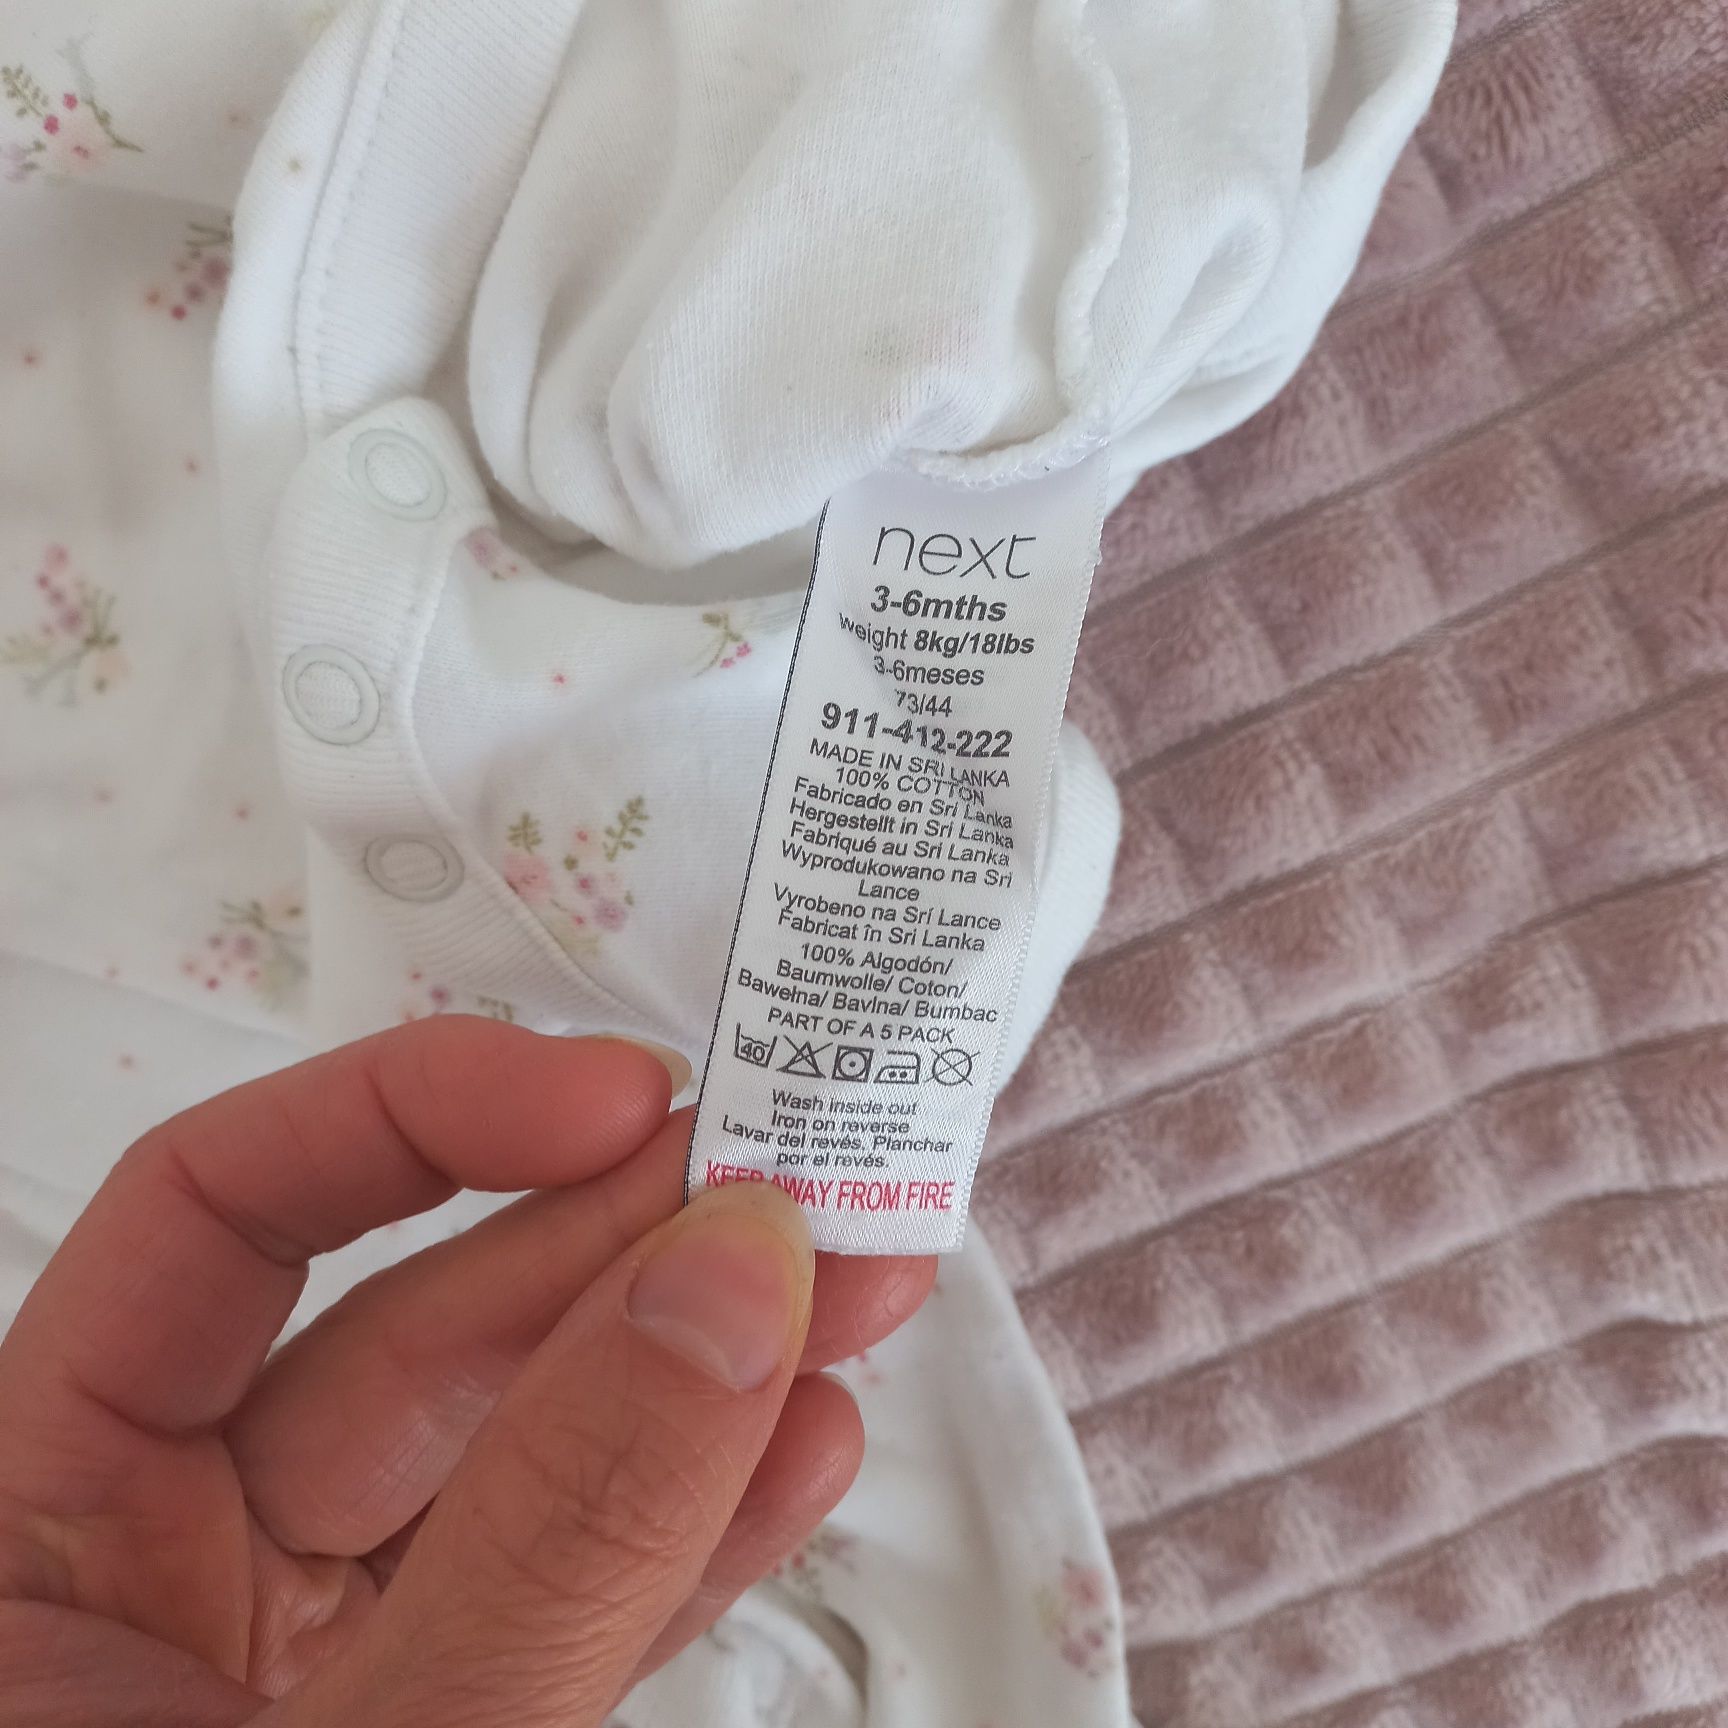 next
3-6mths
weight 8kg/18lbs
3-6meses
73/44
911-412-222
MADE IN SRI LANKA
100% COTTON
Fabricado en Sri Lanka
Hergestellt in Sri Lanka
Fabriqué au Sri Lanka
Wyprodukowano na Sri
Lance
Vyrobeno na Srí Lance
Fabricat în Sri Lanka
100% Algodón/
Baumwolle/ Coton/
Bawełna/ Bavlna/ Bumbac
PART OF A 5 PACK
40
Wash inside out
Iron on reverse
Lavar del revés. Planchar
por el revés.
KEEP AWAY FROM FIRE